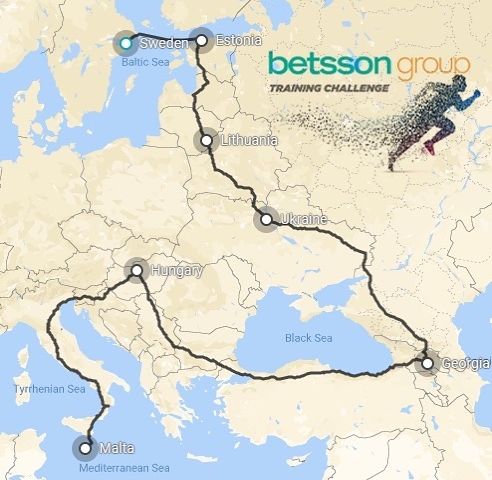 Sweden
Estonia
Baltic Sea
betsson group
TRAINING CHALLENGE
Lithuania
Ukraine
Hungary
Black Sea
Georgia
Tyrrhenian Sea
Malta
Mediterranean Sea